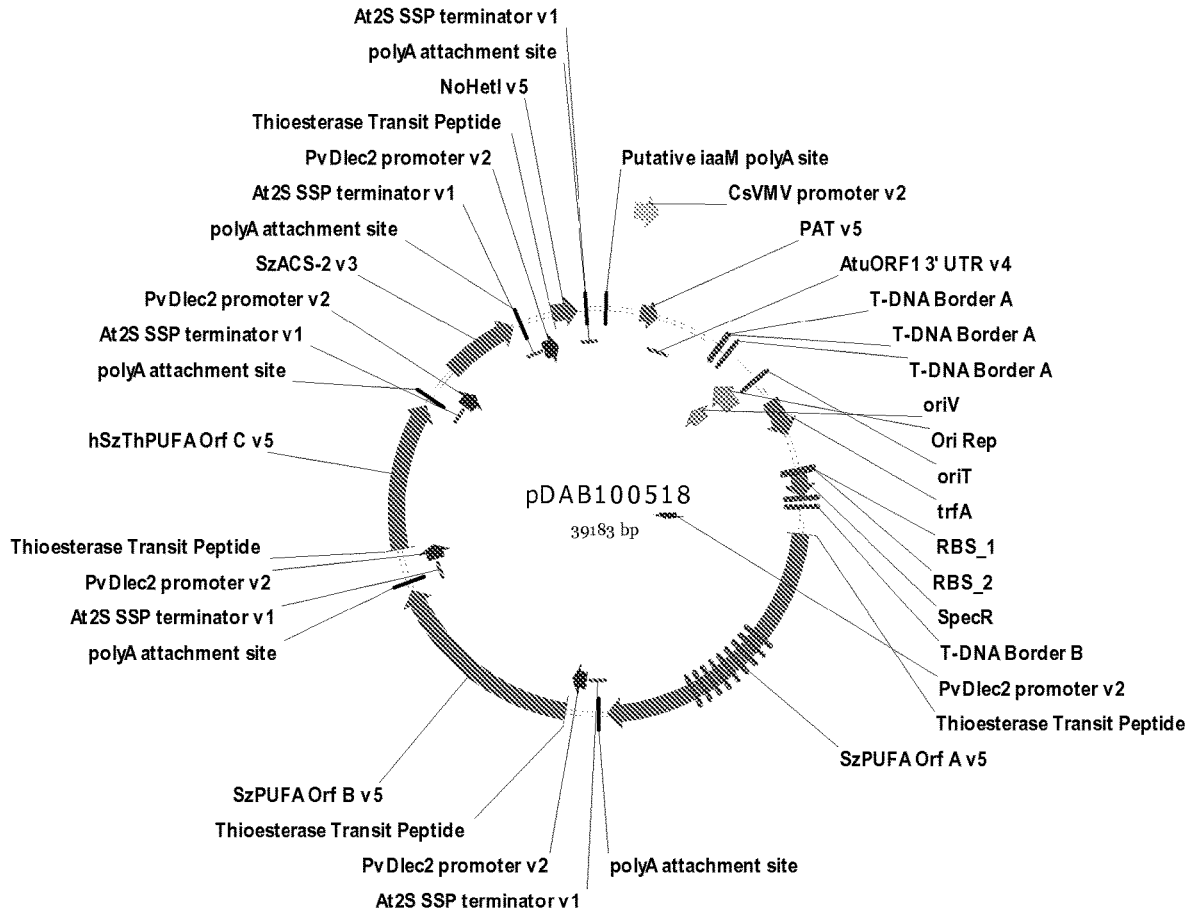 At2S SSP terminator v1
polyA attachment site
NoHetI v5
Thioesterase Transit Peptide
PvDlec2 promoter v2
At2S SSP terminator v1
polyA attachment site
SzACS-2 v3
PvDlec2 promoter v2
At2S SSP terminator v1
polyA attachment site
hSzThPUFA Orf C v5
Thioesterase Transit Peptide
PvDlec2 promoter v2
At2S SSP terminator v1
polyA attachment site
SzPUFA Orf B v5
Thioesterase Transit Peptide
PvDlec2 promoter v2
At2S SSP terminator v1
polyA attachment site
Putative iaaM polyA site
CsVMV promoter v2
PAT v5
AtuORF1 3' UTR v4
T-DNA Border A
T-DNA Border A
T-DNA Border A
oriV
Ori Rep
oriT
trfA
RBS_1
RBS_2
SpecR
T-DNA Border B
PvDlec2 promoter v2
Thioesterase Transit Peptide
SzPUFA Orf A v5
pDAB100518
39183 bp